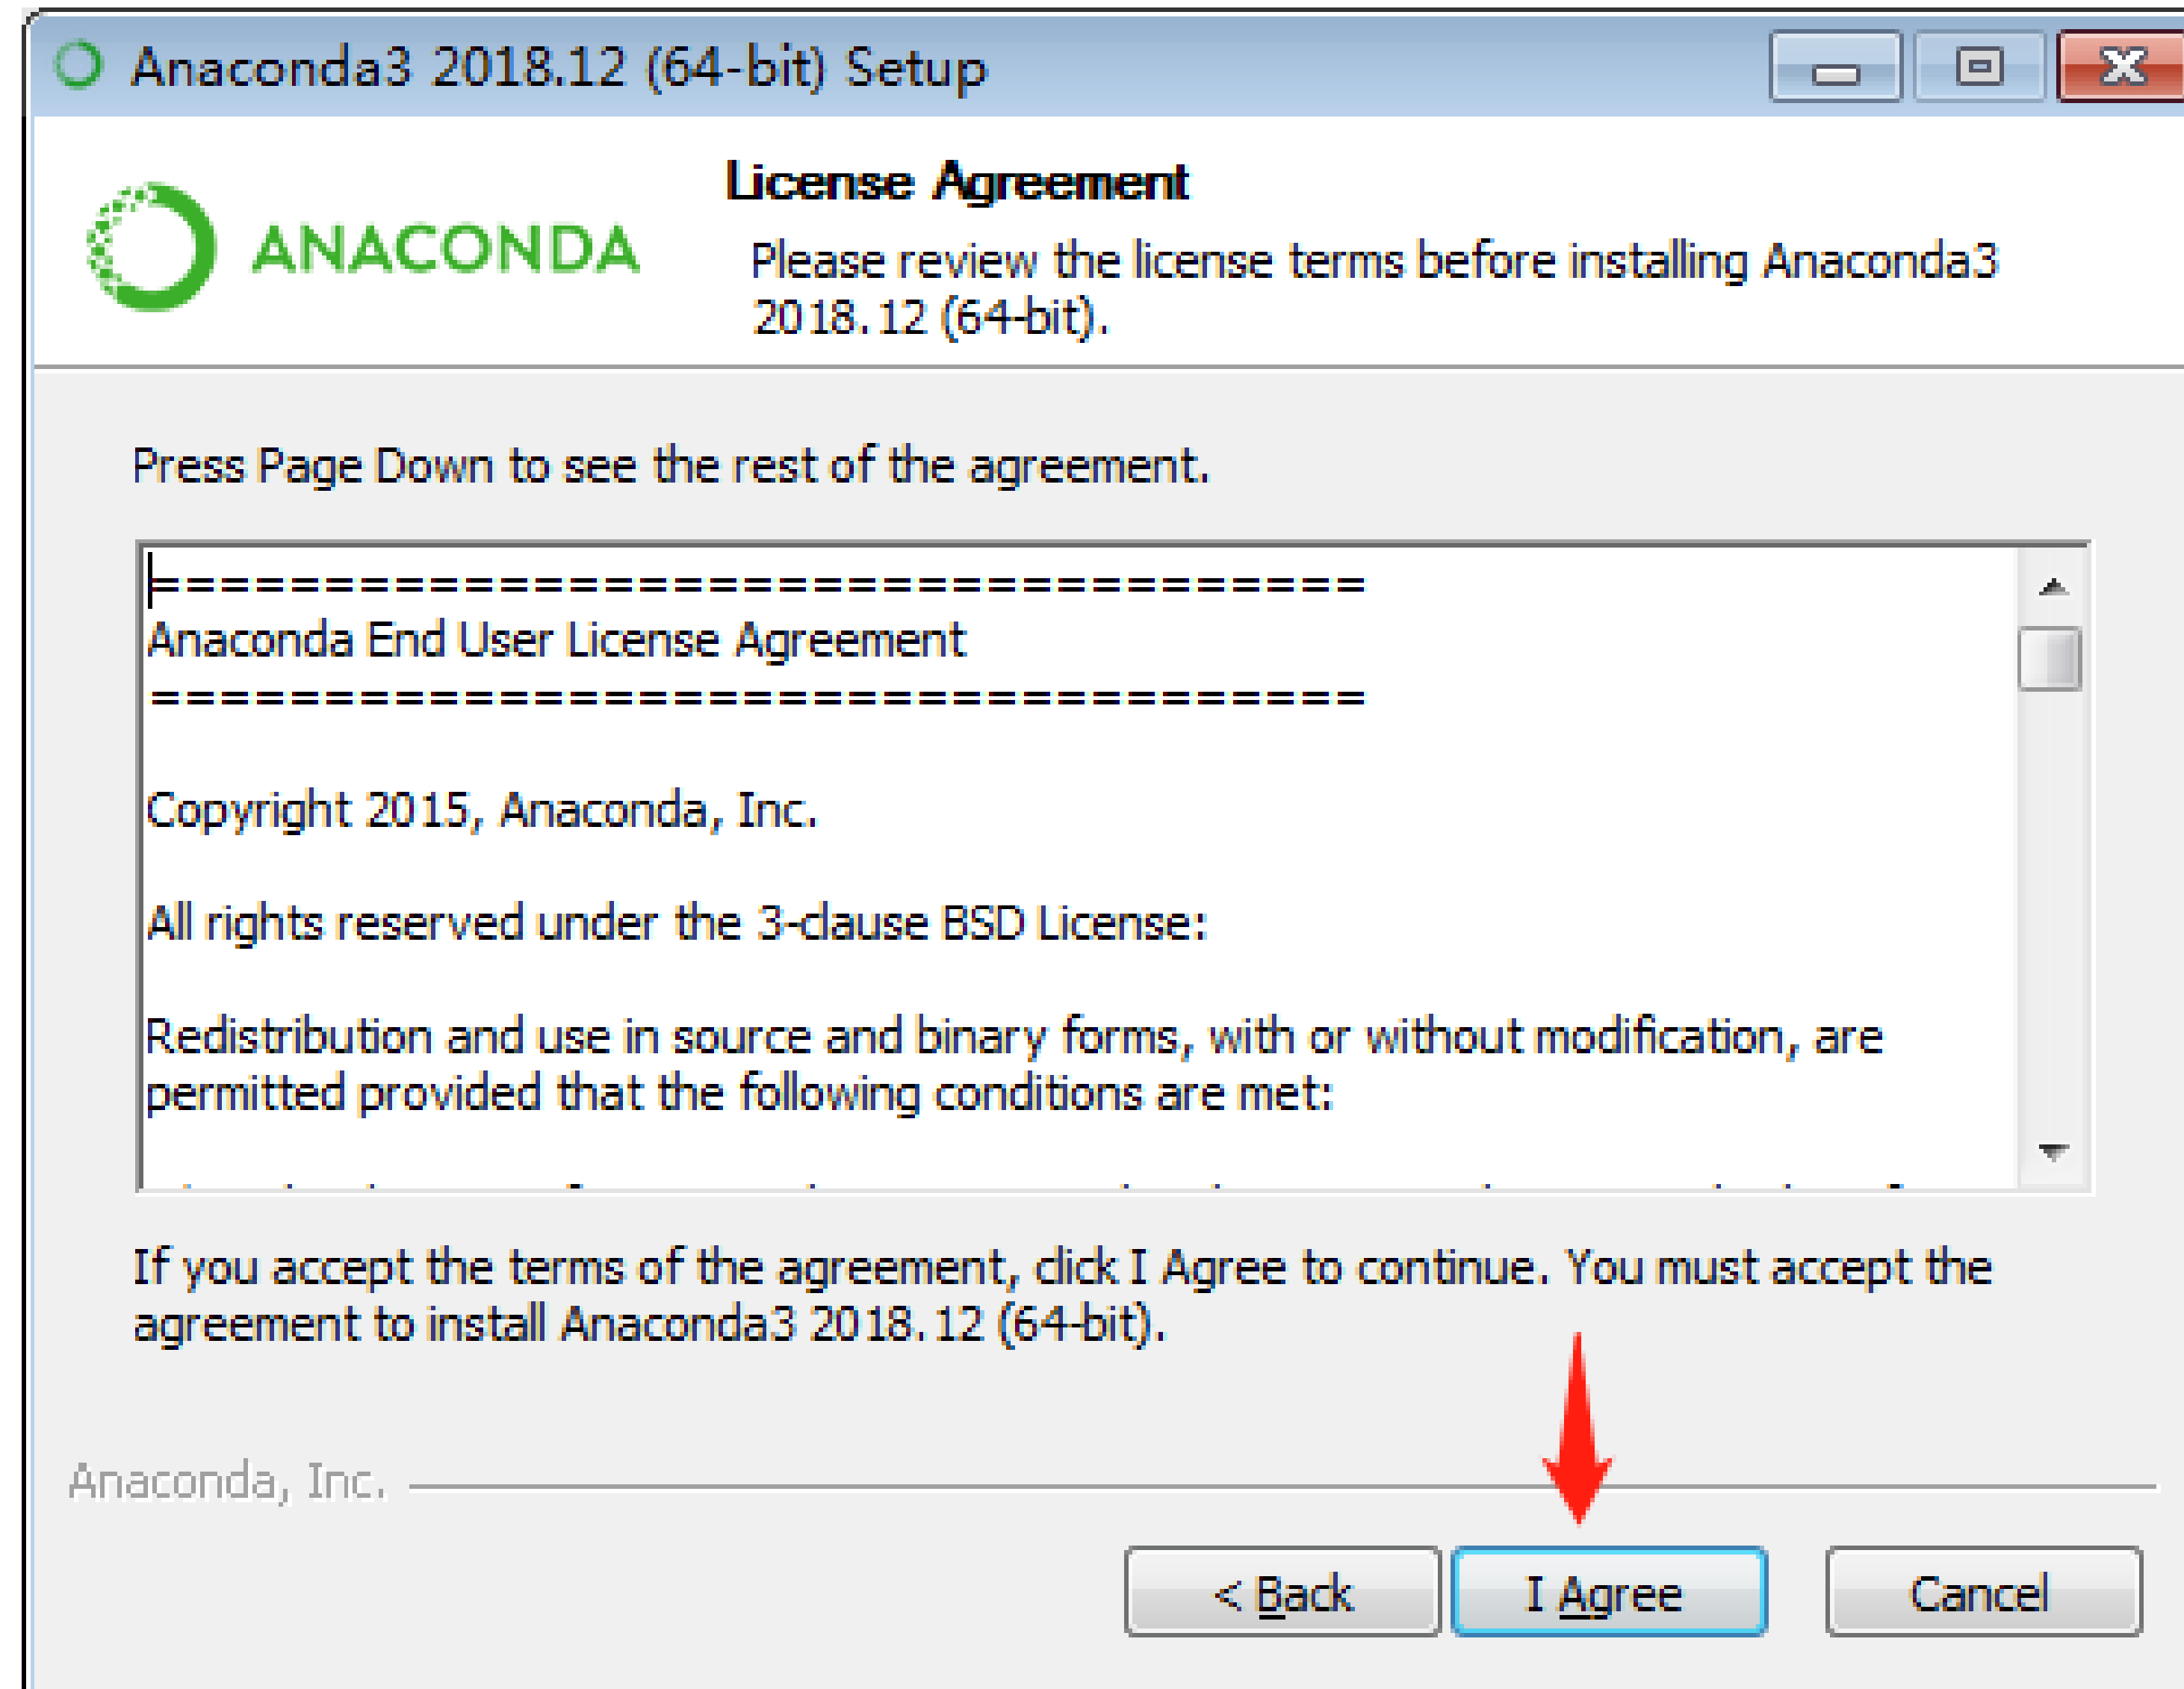 Anaconda3 2018.12 (64-bit) Setup
ANACONDA
License Agreement
Please review the license terms before installing Anaconda3
2018.12 (64-bit).
Press Page Down to see the rest of the agreement.
===================================
Anaconda End User License Agreement
===================================
Copyright 2015, Anaconda, Inc.
All rights reserved under the 3-clause BSD License:
Redistribution and use in source and binary forms, with or without modification, are
permitted provided that the following conditions are met:
If you accept the terms of the agreement, click I Agree to continue. You must accept the
agreement to install Anaconda3 2018.12 (64-bit).
Anaconda, Inc.
< Back
I Agree
Cancel